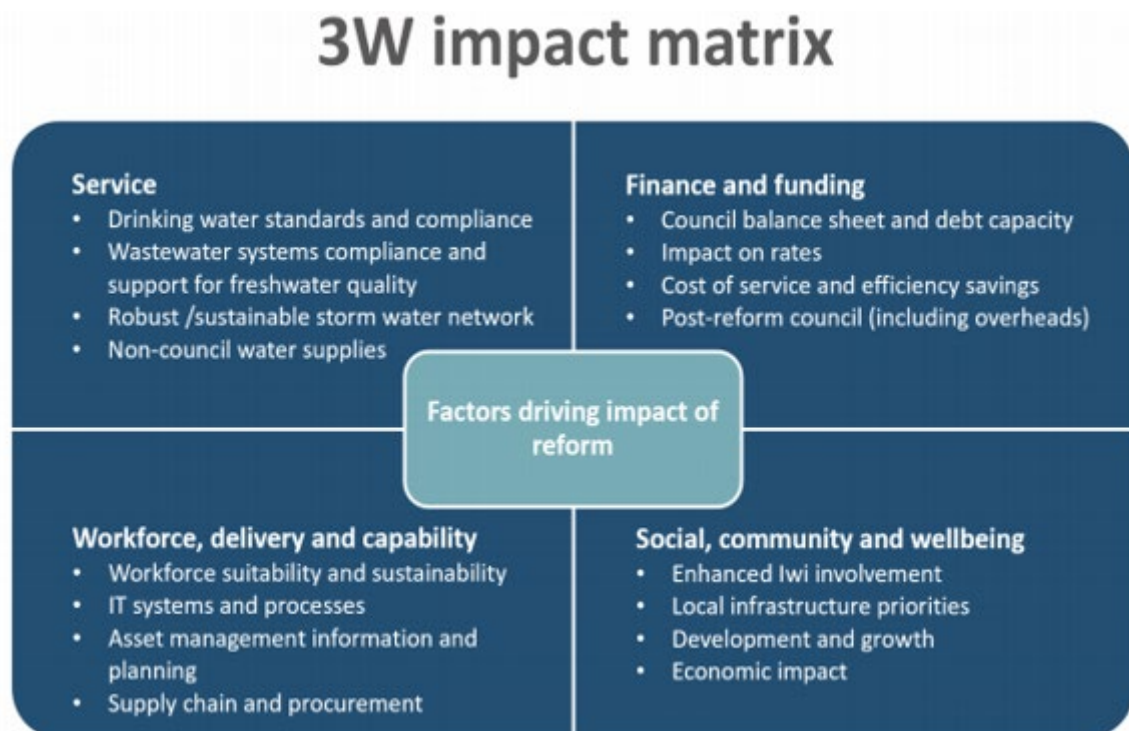 3W impact matrix
Service
• Drinking water standards and compliance
• Wastewater systems compliance and
support for freshwater quality
• Robust /sustainable storm water network
• Non-council water supplies
Finance and funding
• Council balance sheet and debt capacity
• Impact on rates
• Cost of service and efficiency savings
• Post-reform council (including overheads)
Factors driving impact of
reform
Workforce, delivery and capability
• Workforce suitability and sustainability
• IT systems and processes
• Asset management information and
planning
• Supply chain and procurement
Social, community and wellbeing
• Enhanced Iwi involvement
• Local infrastructure priorities
• Development and growth
• Economic impact